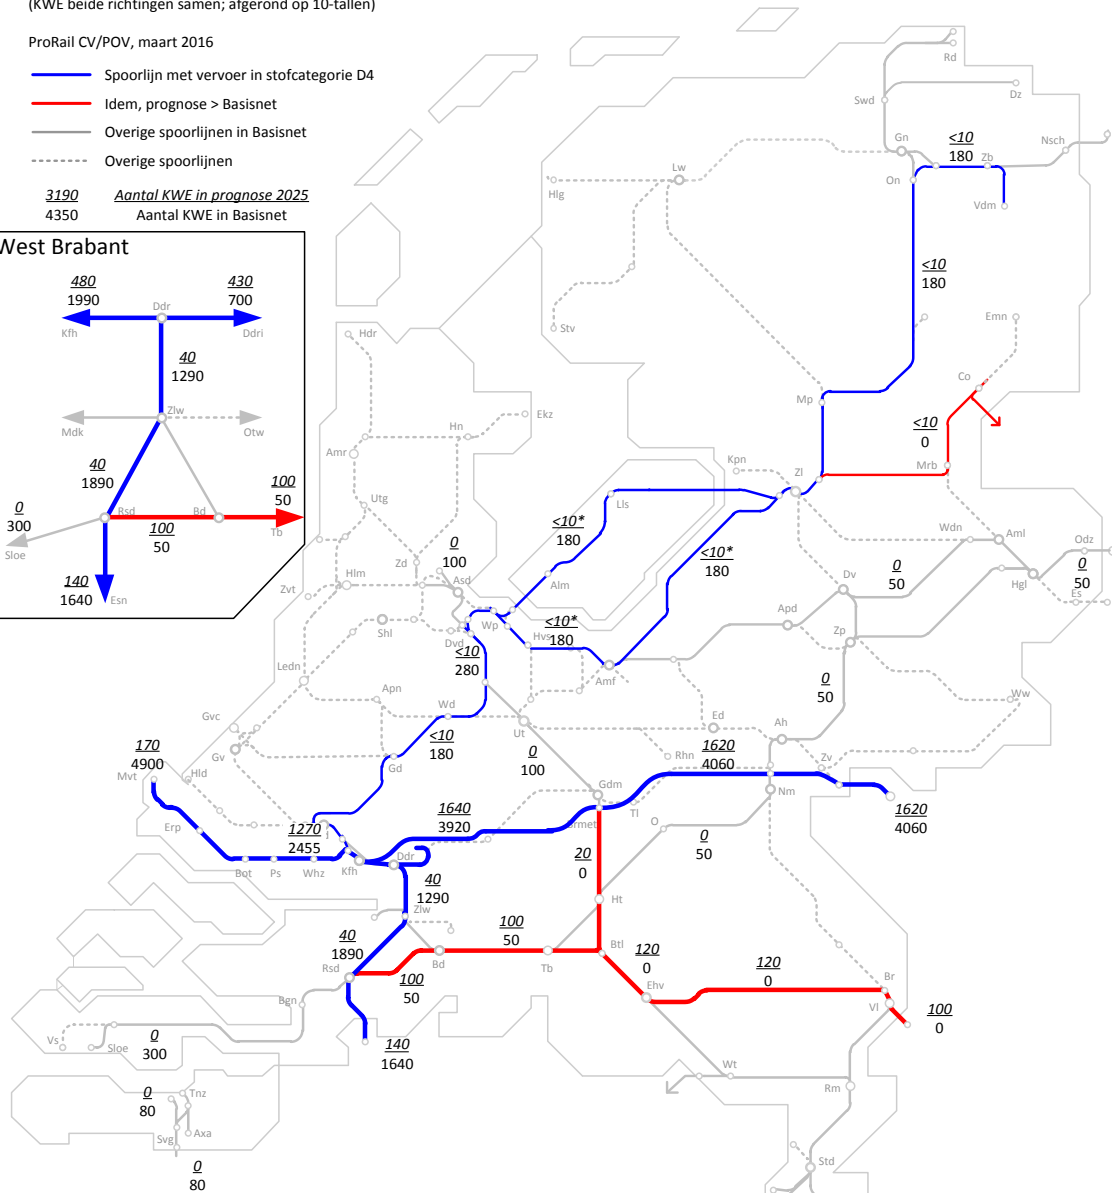 (KWE beide richtingen samen; afgerond op 10-tallen)
ProRail CV/POV, maart 2016
Spoorlijn met vervoer in stofcategorie D4
Idem, prognose > Basisnet
Overige spoorlijnen in Basisnet
Overige spoorlijnen
3190 Aantal KWE in prognose 2025
4350 Aantal KWE in Basisnet
West Brabant
480
1990
430
700
Ddr
Kfh
Ddri
40
1290
Zlw
Mdk
Otw
40
1890
100
50
0
300
Rsd
Bd
Tb
Sloe
100
50
140
1640
Esn
Rd
Swd
Dz
Gn
<10
180
Zb
Nsch
On
Vdm
Lw
Hlg
<10
180
Stv
Emn
Hdr
Co
Mp
Ekz
Hn
<10
0
Amr
Kpn
Zl
Mrb
Utg
Lls
<10*
180
Wdn
Aml
Odz
0
100
Zd
<10*
180
0
50
0
50
Hlm
Asd
Alm
Dv
Hgl
Zvt
Es
Apd
Shl
Wp
<10*
180
Hvs
Zp
Dvd
<10
280
Ledn
Amf
0
50
Apn
Ww
Wd
Gvc
Ut
Ed
Ah
Gv
<10
180
0
100
Rhn
1620
4060
Zv
170
4900
Mvt
Hld
Gd
Gdm
Nm
1640
3920
Tl
1620
4060
Erp
1270
2455
O
0
50
Ddr
Bot
Ps
Whz
Kfh
20
0
40
1290
Zlw
Ht
40
1890
100
50
Btl
120
0
120
0
Rsd
Bd
Tb
Ehv
Br
100
50
Vl
100
0
Bgn
Vs
Sloe
0
300
140
1640
Wt
Rm
0
80
Tnz
Svg
Axa
Std
0
80